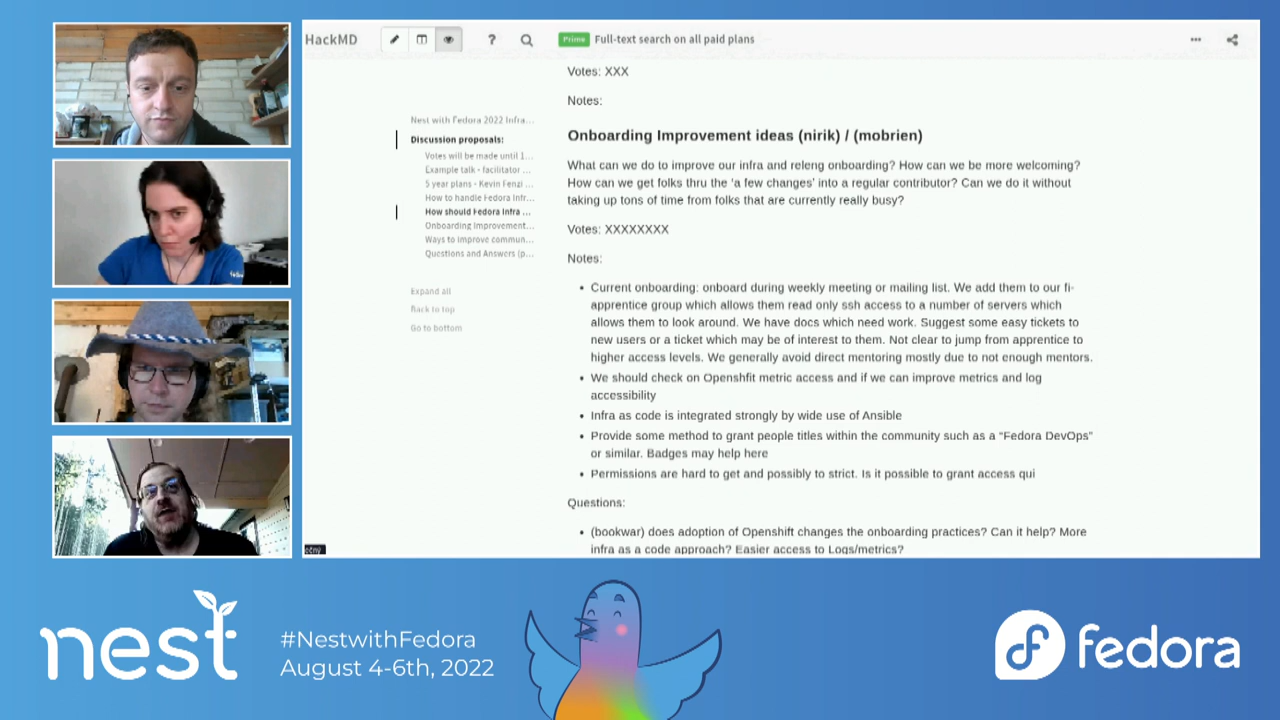 HackMD
Prime Full-text search on all paid plans
Nest with Fedora 2022 Infra...
Discussion proposals:
Votes will be made until 1...
Example talk - facilitator ...
5 year plans - Kevin Fenzi ...
How to handle Fedora Infr...
How should Fedora Infra ...
Onboarding Improvement...
Ways to improve commun...
Questions and Answers (p...
Expand all
Back to top
Go to bottom
Votes: XXX
Notes:
Onboarding Improvement ideas (nirik) / (mobrien)
What can we do to improve our infra and releng onboarding? How can we be more welcoming?
How can we get folks thru the 'a few changes' into a regular contributor? Can we do it without
taking up tons of time from folks that are currently really busy?
Votes: XXXXXXXX
Notes:
• Current onboarding: onboard during weekly meeting or mailing list. We add them to our fi-
apprentice group which allows them read only ssh access to a number of servers which
allows them to look around. We have docs which need work. Suggest some easy tickets to
new users or a ticket which may be of interest to them. Not clear to jump from apprentice to
higher access levels. We generally avoid direct mentoring mostly due to not enough mentors.
• We should check on Openshfit metric access and if we can improve metrics and log
accessibility
• Infra as code is integrated strongly by wide use of Ansible
• Provide some method to grant people titles within the community such as a "Fedora DevOps"
or similar. Badges may help here
• Permissions are hard to get and possibly to strict. Is it possible to grant access qui
Questions:
• (bookwar) does adoption of Openshift changes the onboarding practices? Can it help? More
infra as a code approach? Easier access to Logs/metrics?
nest
#NestwithFedora
August 4-6th, 2022
fedora